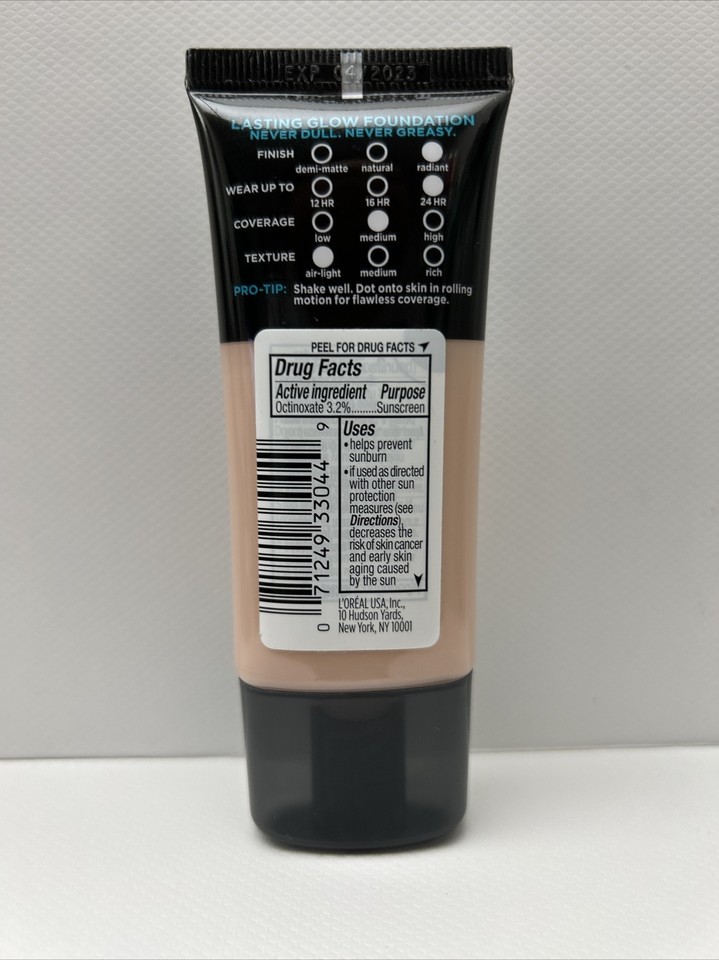 EXP 04/2023
LASTING GLOW FOUNDATION
NEVER DULL. NEVER GREASY.
FINISH
demi-matte natural radiant
WEAR UP TO
12 HR 16 HR 24 HR
COVERAGE
low medium high
TEXTURE
air-light medium rich
PRO-TIP: Shake well. Dot onto skin in rolling
motion for flawless coverage.
PEEL FOR DRUG FACTS
Drug Facts
Active ingredient Purpose
Octinoxate 3.2%.........Sunscreen
Uses
• helps prevent
sunburn
• if used as directed
with other sun
protection
measures (see
Directions),
decreases the
risk of skin cancer
and early skin
aging caused
by the sun
0 71249 33044 9
L'ORÉAL USA, Inc.,
10 Hudson Yards,
New York, NY 10001